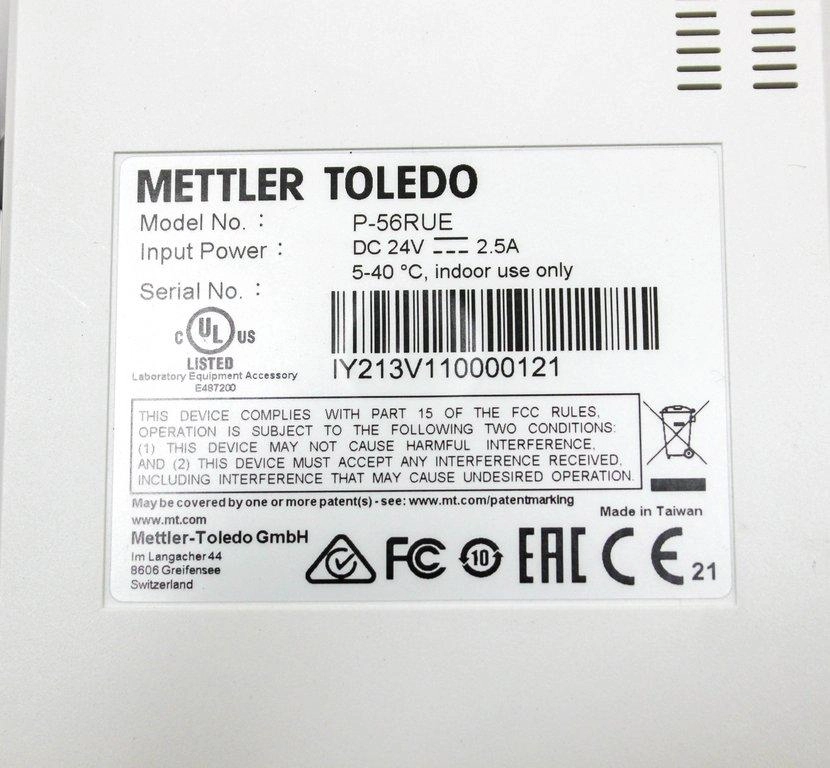 METTLER TOLEDO
Model No. : P-56RUE
Input Power : DC 24V 2.5A
5-40 °C, indoor use only
Serial No. :
IY213V110000121
C UL US
LISTED
Laboratory Equipment Accessory
E487200
THIS DEVICE COMPLIES WITH PART 15 OF THE FCC RULES,
OPERATION IS SUBJECT TO THE FOLLOWING TWO CONDITIONS:
(1) THIS DEVICE MAY NOT CAUSE HARMFUL INTERFERENCE,
AND (2) THIS DEVICE MUST ACCEPT ANY INTERFERENCE RECEIVED,
INCLUDING INTERFERENCE THAT MAY CAUSE UNDESIRED OPERATION.
May be covered by one or more patent(s) - see: www.mt.com/patentmarking
www.mt.com
Made in Taiwan
Mettler-Toledo GmbH
Im Langacher 44
8606 Greifensee
Switzerland
FC 10 EAC CE 21